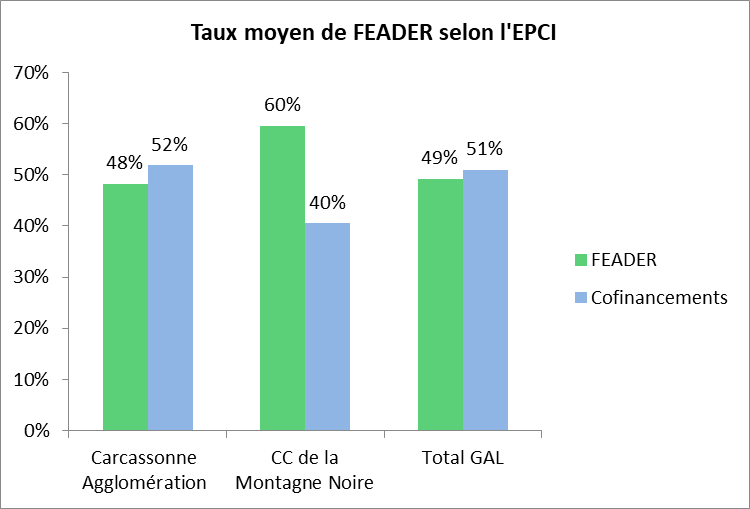 Taux moyen de FEADER selon l'EPCI
70%
60%
50%
40%
30%
20%
10%
0%
48%
52%
60%
40%
49%
51%
Carcassonne
Agglomération
CC de la
Montagne Noire
Total GAL
FEADER
Cofinancements